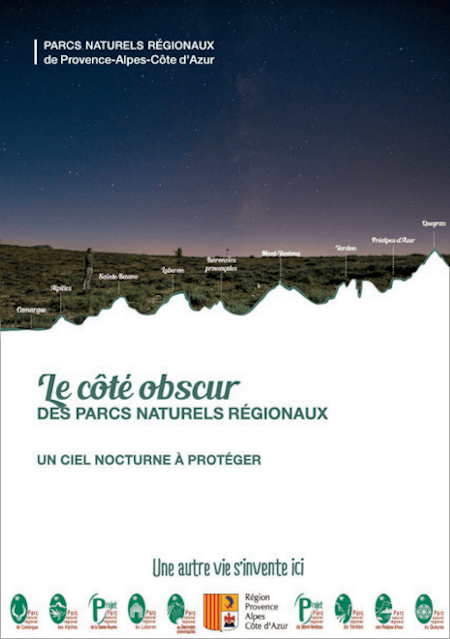 PARCS NATURELS RÉGIONAUX
de Provence-Alpes-Côte d'Azur
Queyras
Préalpes d'Azur
Verdon
Mont-Ventoux
Baronnies
provençales
Luberon
Sainte-Baume
Alpilles
Camargue
Le côté obscur
DES PARCS NATURELS RÉGIONAUX
UN CIEL NOCTURNE À PROTÉGER
Une autre vie s'invente ici
Région
Provence
Alpes
Côte d'Azur